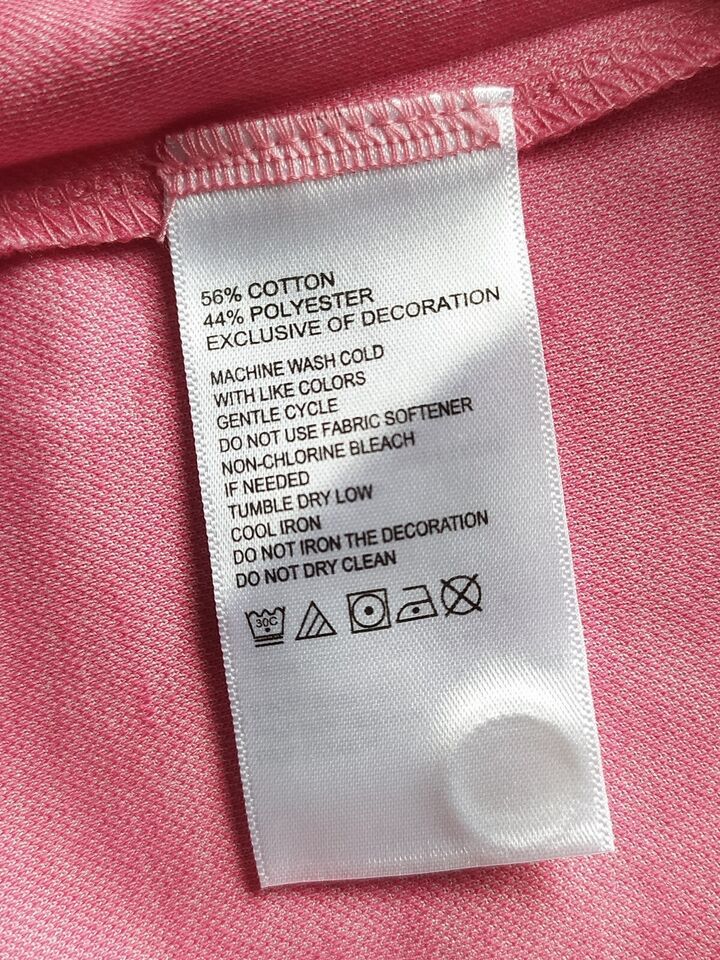 56% COTTON
44% POLYESTER
EXCLUSIVE OF DECORATION
MACHINE WASH COLD
WITH LIKE COLORS
GENTLE CYCLE
DO NOT USE FABRIC SOFTENER
NON-CHLORINE BLEACH
IF NEEDED
TUMBLE DRY LOW
COOL IRON
DO NOT IRON THE DECORATION
DO NOT DRY CLEAN
30C